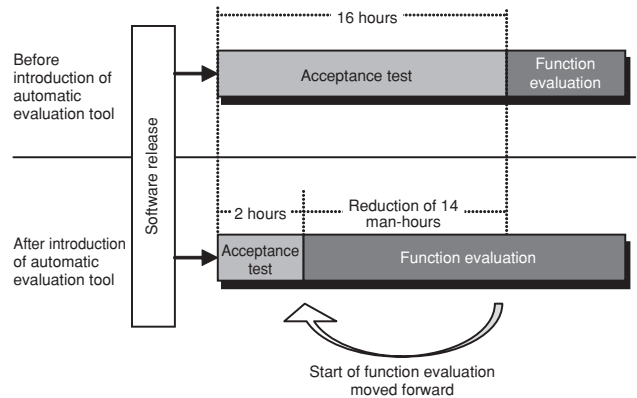 16 hours
Before
introduction of
automatic
evaluation tool
Software release
Acceptance test
Function
evaluation
2 hours
Reduction of 14
man-hours
After introduction
of automatic
evaluation tool
Acceptance
test
Function evaluation
Start of function evaluation
moved forward